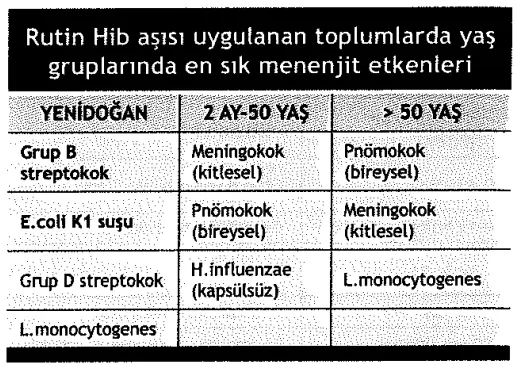 Rutin Hib aşısı uygulanan toplumlarda yaş
gruplarında en sık menenjit etkenleri
YENİDOĞAN
2 AY-50 YAŞ
> 50 YAŞ
Grup B
streptokok
Meningokok
(kitlesel)
Pnömokok
(bireysel)
E.coli K1 suşu
Pnömokok
(bireysel)
Meningokok
(kitlesel)
Grup D streptokok
H.influenzae
(kapsülsüz)
L.monocytogenes
L.monocytogenes